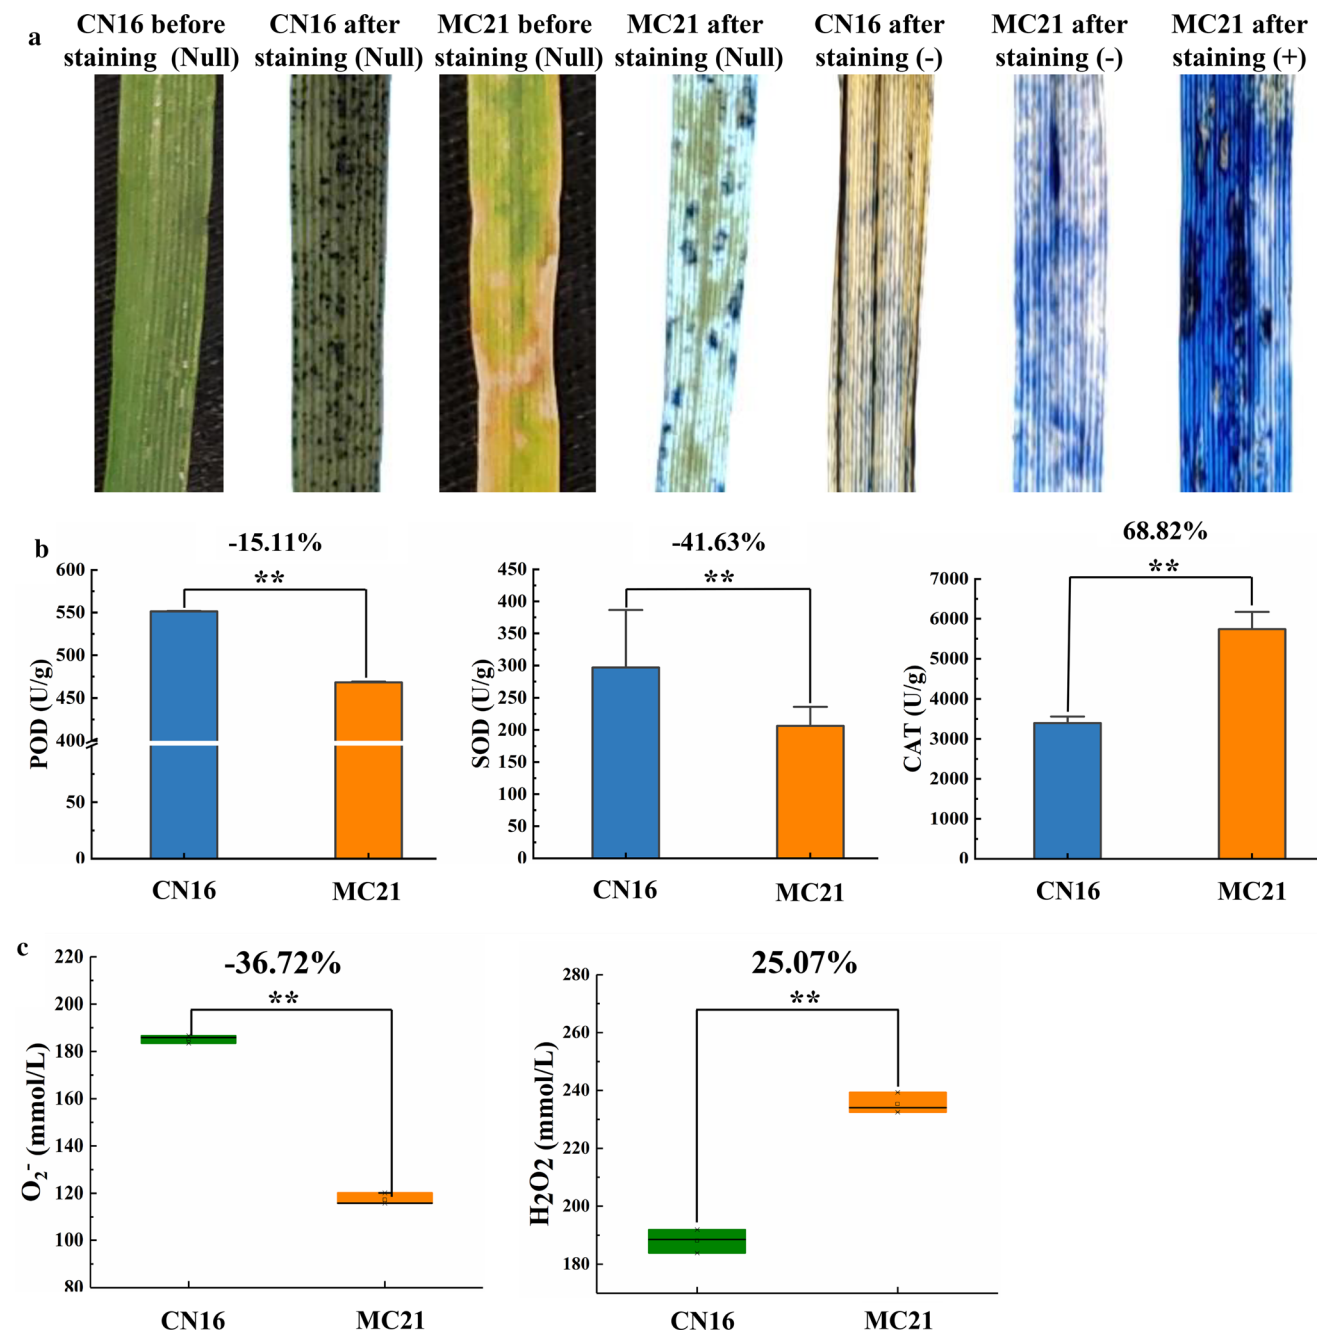 a
CN16 before
staining (Null)
CN16 after
staining (Null)
MC21 before
staining (Null)
MC21 after
staining (Null)
CN16 after
staining (-)
MC21 after
staining (-)
MC21 after
staining (+)
b
-15.11%
**
POD (U/g)
600
550
500
450
400
50
0
CN16
MC21
-41.63%
**
SOD (U/g)
450
400
350
300
250
200
150
100
50
0
CN16
MC21
68.82%
**
CAT (U/g)
7000
6000
5000
4000
3000
2000
1000
0
CN16
MC21
c
-36.72%
**
O₂⁻ (mmol/L)
220
200
180
160
140
120
100
80
CN16
MC21
25.07%
**
H2O2 (mmol/L)
280
260
240
220
200
180
CN16
MC21